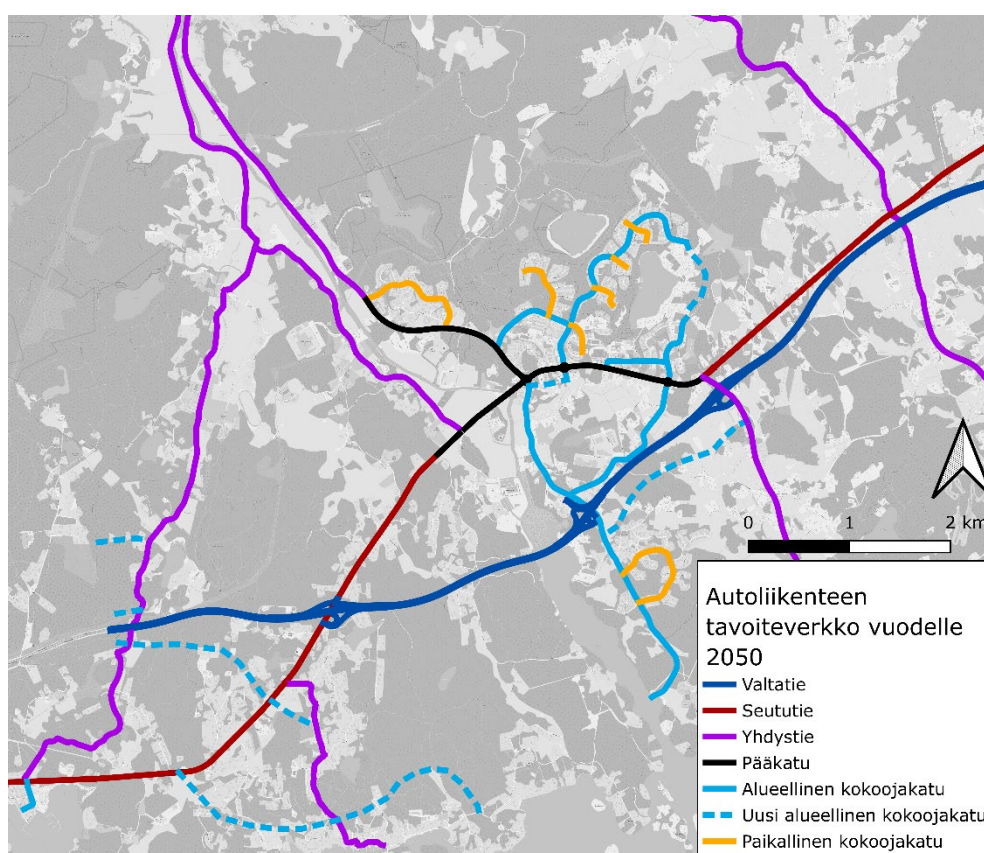 0 1 2 km
Autoliikenteen
tavoiteverkko vuodelle
2050
Valtatie
Seututie
Yhdystie
Pääkatu
Alueellinen kokoojakatu
Uusi alueellinen kokoojakatu
Paikallinen kokoojakatu